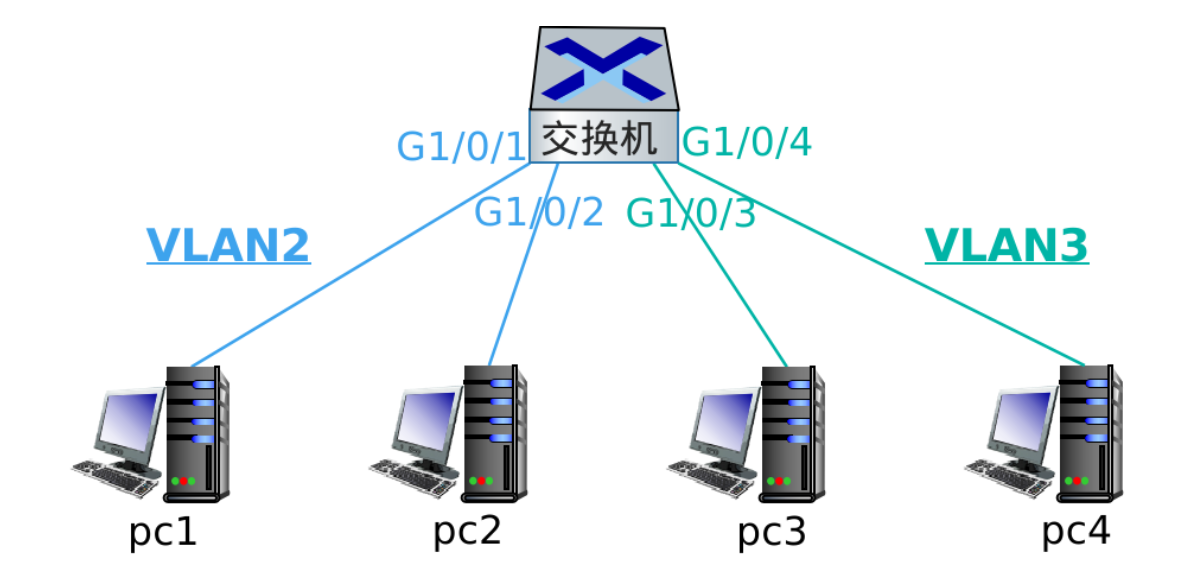 交换机
G1/0/1
G1/0/4
G1/0/2
G1/0/3
VLAN2
VLAN3
pc1
pc2
pc3
pc4